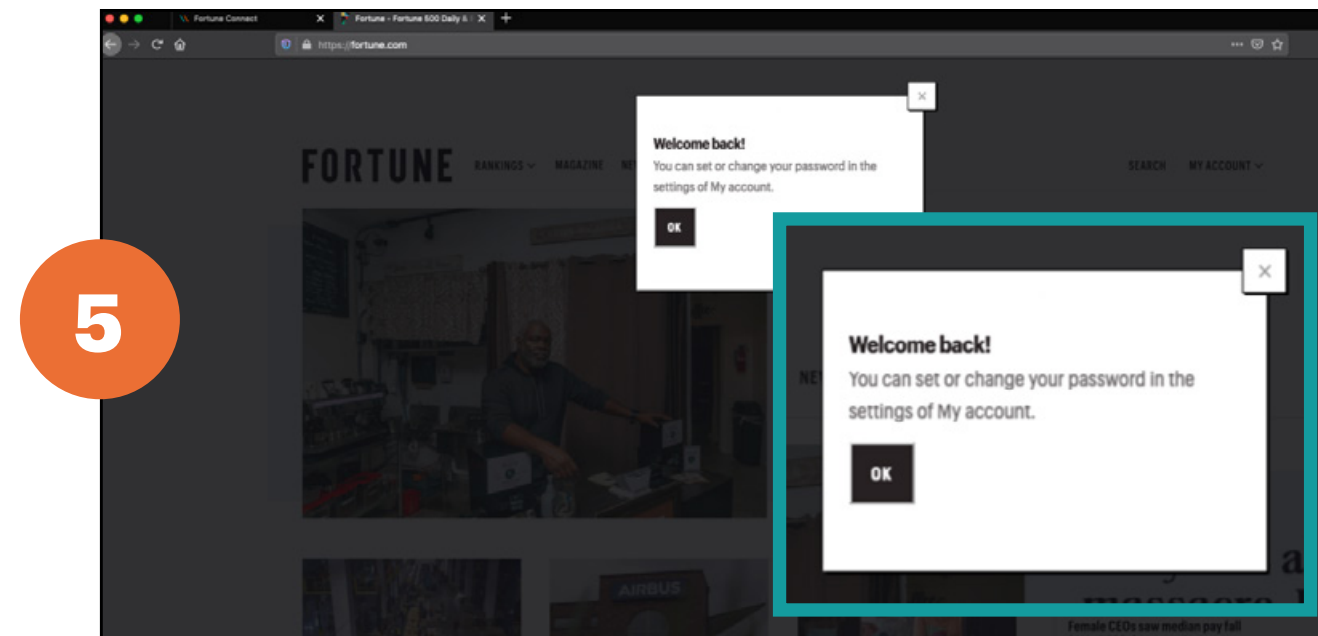 Fortune Connect
Fortune - Fortune 500 Daily &
https://fortune.com
FORTUNE
RANKINGS
MAGAZINE
NE
SEARCH
MY ACCOUNT
Welcome back!
You can set or change your password in the
settings of My account.
OK
5
NE
Welcome back!
You can set or change your password in the
settings of My account.
OK
AIRBUS
a
Female CEOs saw median pay fall